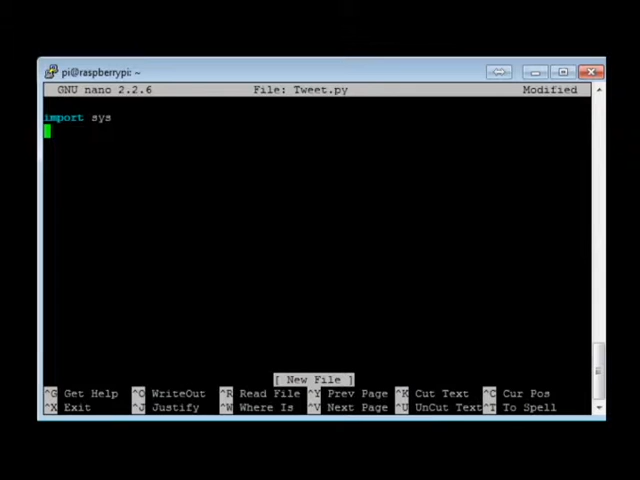 pi@raspberrypi: ~
GNU nano 2.2.6 File: Tweet.py Modified
import sys
[ New File ]
^G Get Help ^O WriteOut ^R Read File ^Y Prev Page ^K Cut Text ^C Cur Pos
^X Exit ^J Justify ^W Where Is ^V Next Page ^U UnCut Text ^T To Spell